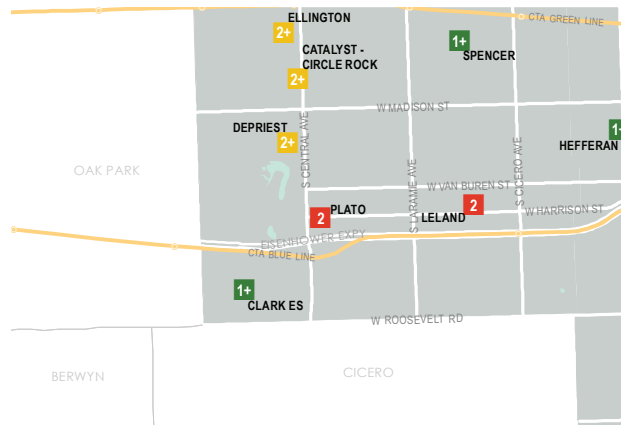 ELLINGTON
2+
CTA GREEN LINE
CATALYST -
CIRCLE ROCK
2+
1+
SPENCER
W MADISON ST
S CENTRAL AVE
DEPRIEST
2+
1+
HEFFERAN
S LARAMIE AVE
S CICERO AVE
OAK PARK
W VAN BUREN ST
PLATO
2
LELAND
2
W HARRISON ST
EISENHOWER EXPY
CTA BLUE LINE
1+
CLARK ES
W ROOSEVELT RD
BERWYN
CICERO